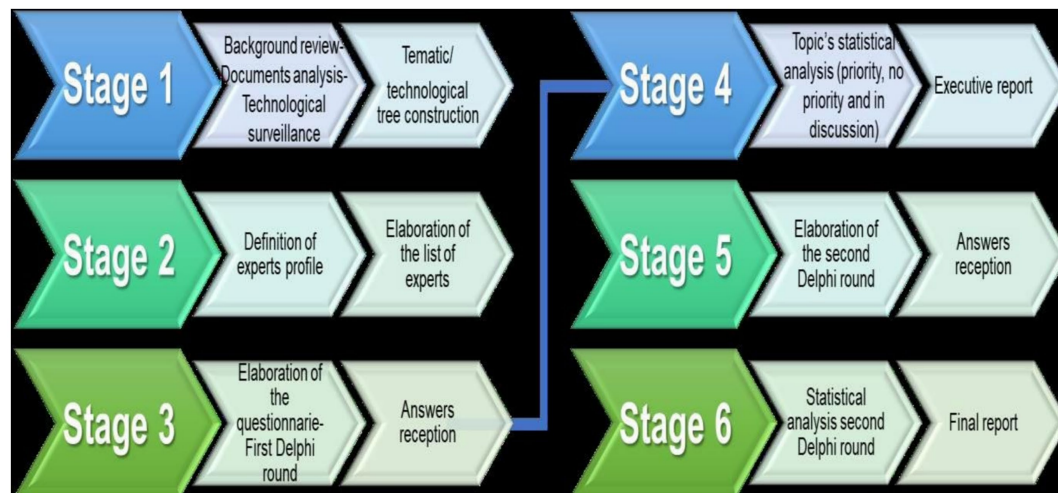 Stage 1
Background review-
Documents analysis-
Technological
surveillance
Tematic/
technological
tree construction
Stage 2
Definition of
experts profile
Elaboration of
the list of
experts
Stage 3
Elaboration of
the
questionnarie-
First Delphi
round
Answers
reception
Stage 4
Topic's statistical
analysis (priority, no
priority and in
discussion)
Executive report
Stage 5
Elaboration of
the second
Delphi round
Answers
reception
Stage 6
Statistical
analysis second
Delphi round
Final report